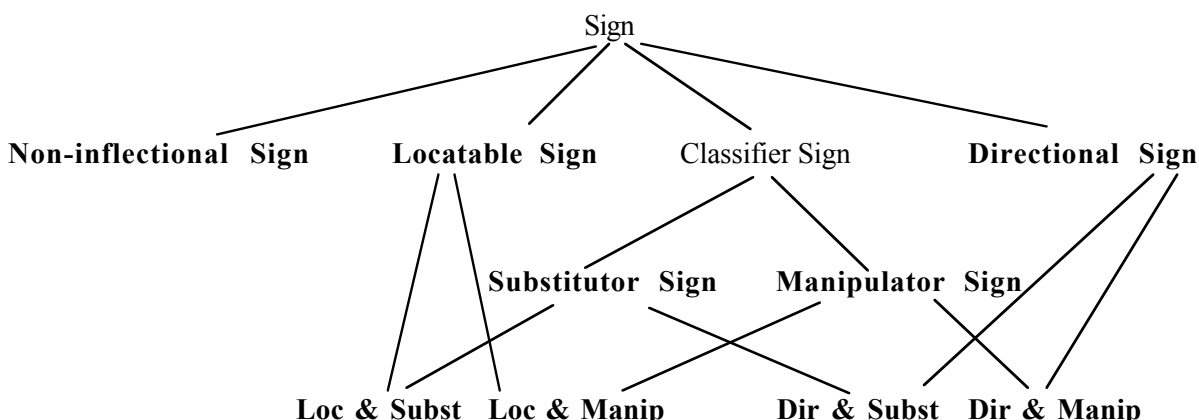 Sign
Non-inflectional Sign Locatable Sign Classifier Sign Directional Sign
Substitutor Sign Manipulator Sign
Loc & Subst Loc & Manip Dir & Subst Dir & Manip